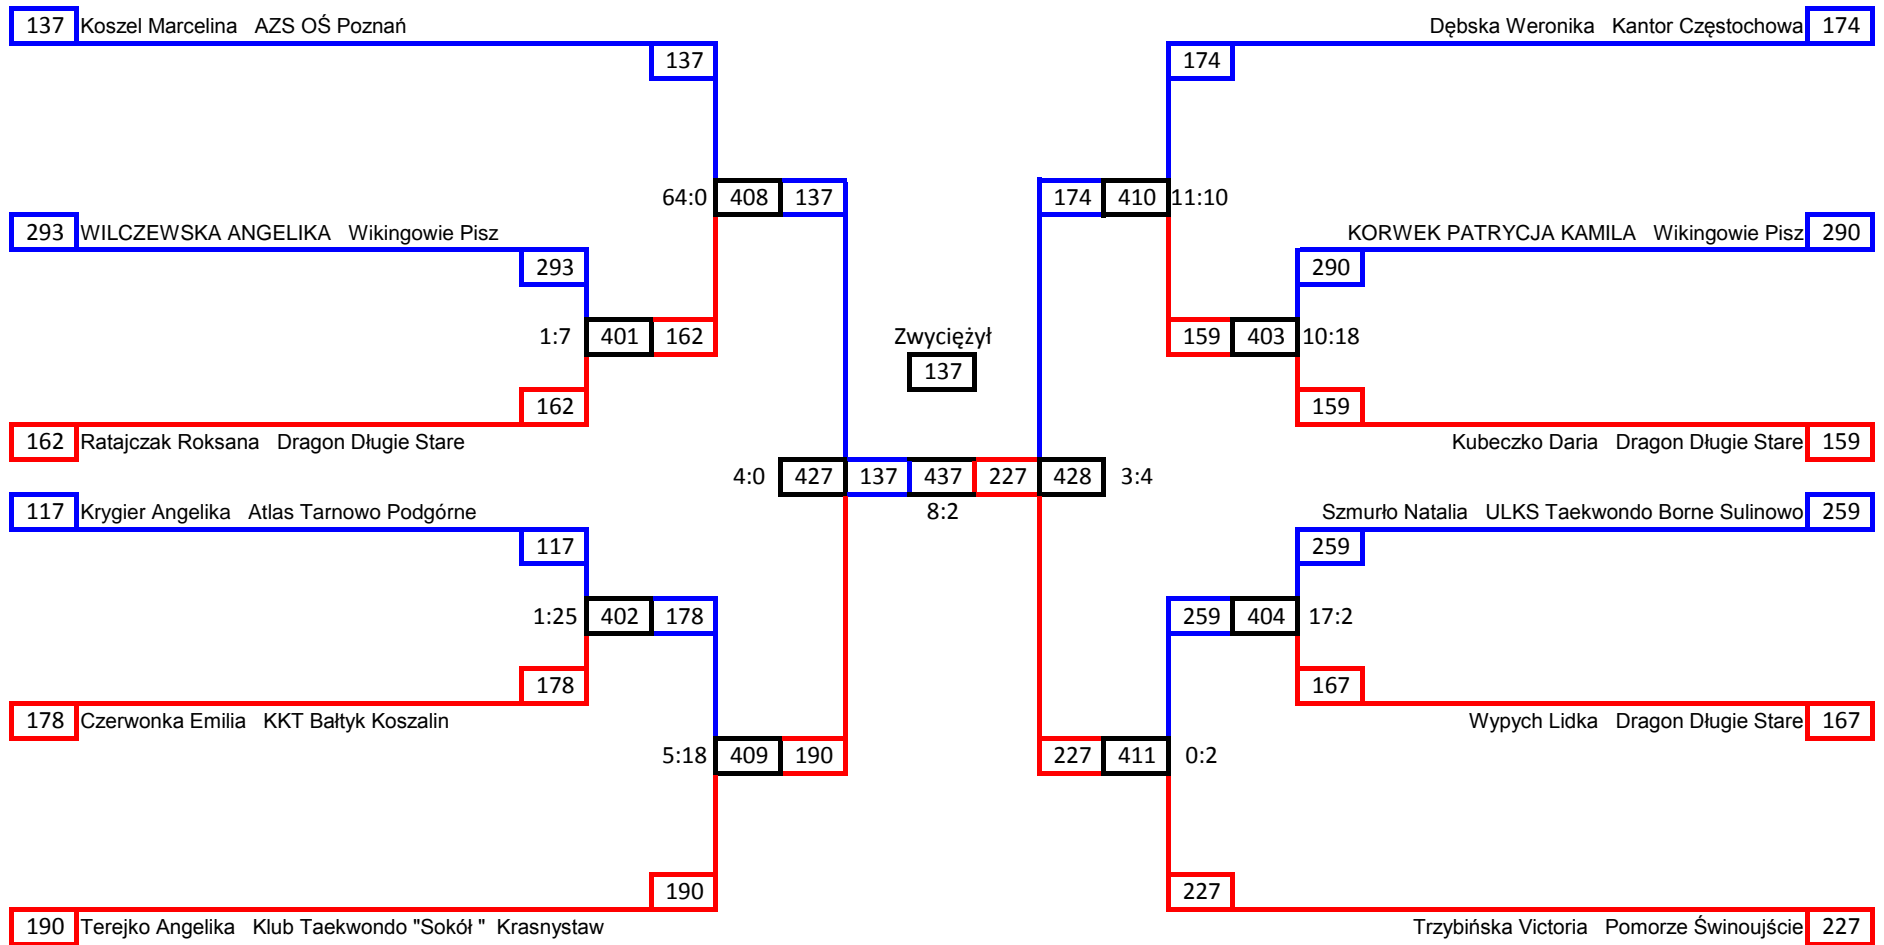 137 Koszel Marcelina AZS OŚ Poznań
Dębska Weronika Kantor Częstochowa 174
137
174
64:0 408 137
174 410 11:10
293 WILCZEWSKA ANGELIKA Wikingowie Pisz
KORWEK PATRYCJA KAMILA Wikingowie Pisz 290
293
290
1:7 401 162
Zwyciężył
159 403 10:18
137
162
159
162 Ratajczak Roksana Dragon Długie Stare
Kubeczko Daria Dragon Długie Stare 159
4:0 427 137 437 227 428 3:4
8:2
117 Krygier Angelika Atlas Tarnowo Podgórne
Szmurło Natalia ULKS Taekwondo Borne Sulinowo 259
117
259
1:25 402 178
259 404 17:2
178
167
178 Czerwonka Emilia KKT Bałtyk Koszalin
Wypych Lidka Dragon Długie Stare 167
5:18 409 190
227 411 0:2
190
227
190 Terejko Angelika Klub Taekwondo "Sokół " Krasnystaw
Trzybińska Victoria Pomorze Świnoujście 227